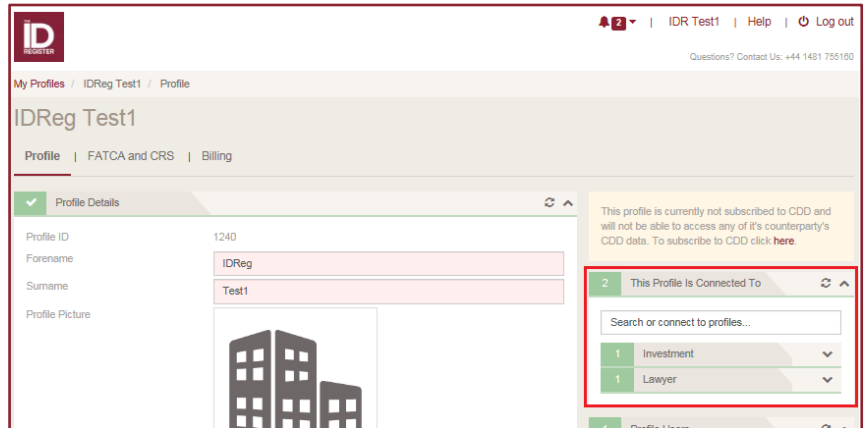 THE
ID
REGISTER
2 | IDR Test1 | Help | Log out
Questions? Contact Us: +44 1481 755160
My Profiles / IDReg Test1 / Profile
IDReg Test1
Profile | FATCA and CRS | Billing
Profile Details
Profile ID 1240
Forename IDReg
Surname Test1
Profile Picture
This profile is currently not subscribed to CDD and
will not be able to access any of it's counterparty's
CDD data. To subscribe to CDD click here.
2 This Profile Is Connected To
Search or connect to profiles...
1 Investment
1 Lawyer
Profile Users